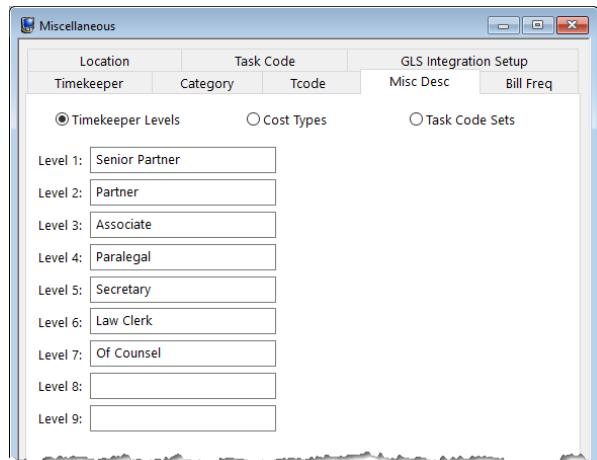 Miscellaneous
Location Task Code GLS Integration Setup
Timekeeper Category Tcode Misc Desc Bill Freq
Timekeeper Levels Cost Types Task Code Sets
Level 1: Senior Partner
Level 2: Partner
Level 3: Associate
Level 4: Paralegal
Level 5: Secretary
Level 6: Law Clerk
Level 7: Of Counsel
Level 8:
Level 9: